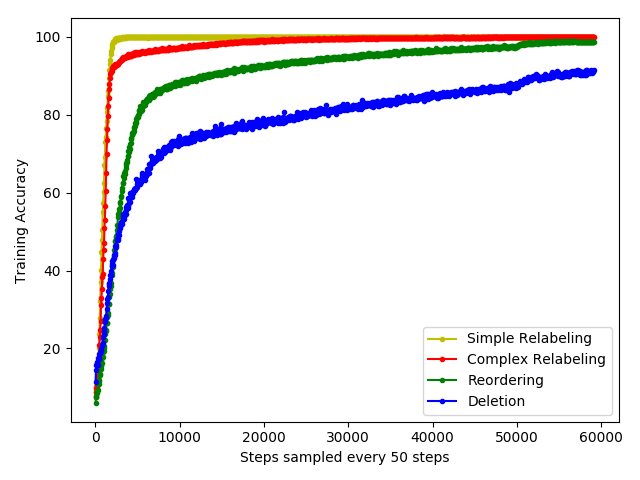 100
80
60
40
20
Training Accuracy
0 10000 20000 30000 40000 50000 60000
Steps sampled every 50 steps
Simple Relabeling
Complex Relabeling
Reordering
Deletion